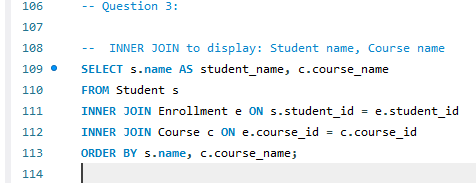 106 -- Question 3:
107
108 --  INNER JOIN to display: Student name, Course name
109 SELECT s.name AS student_name, c.course_name
110 FROM Student s
111 INNER JOIN Enrollment e ON s.student_id = e.student_id
112 INNER JOIN Course c ON e.course_id = c.course_id
113 ORDER BY s.name, c.course_name;
114